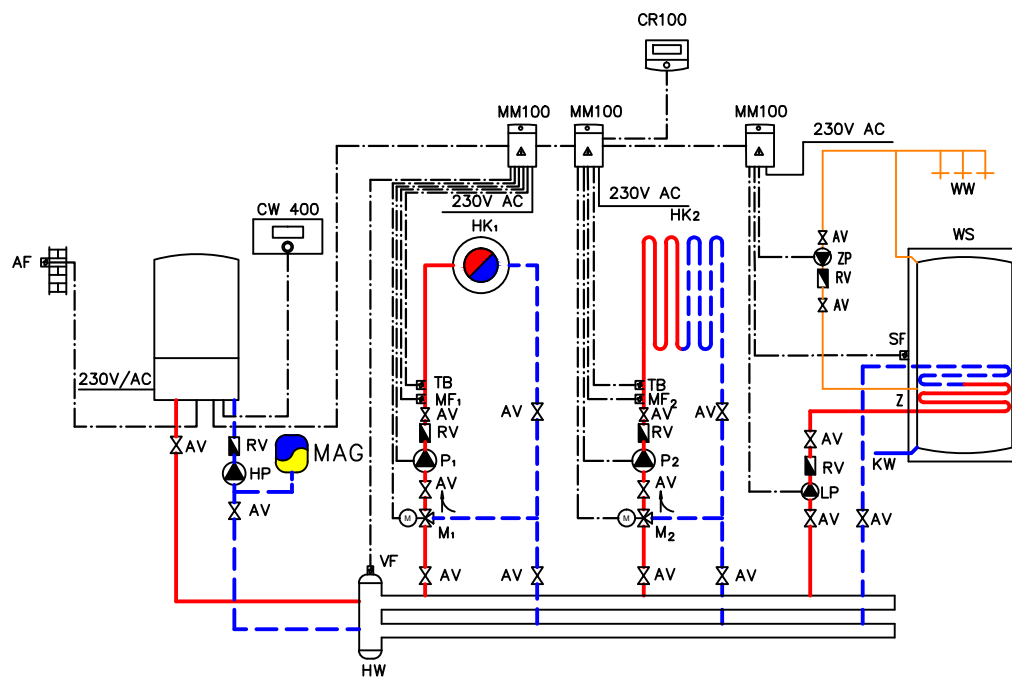 CR100
MM100
MM100
MM100
230V AC
WW
CW 400
230V AC
230V AC
HK₁
HK₂
WS
AF
AV
ZP
RV
AV
SF
230V/AC
TB
MF₁
AV
RV
AV
TB
MF₂
AV
RV
AV
Z
AV
RV
MAG
AV
RV
KW
P₁
P₂
HP
AV
AV
AV
LP
AV
M
M₁
M
M₂
AV
AV
VF
AV
AV
AV
AV
HW